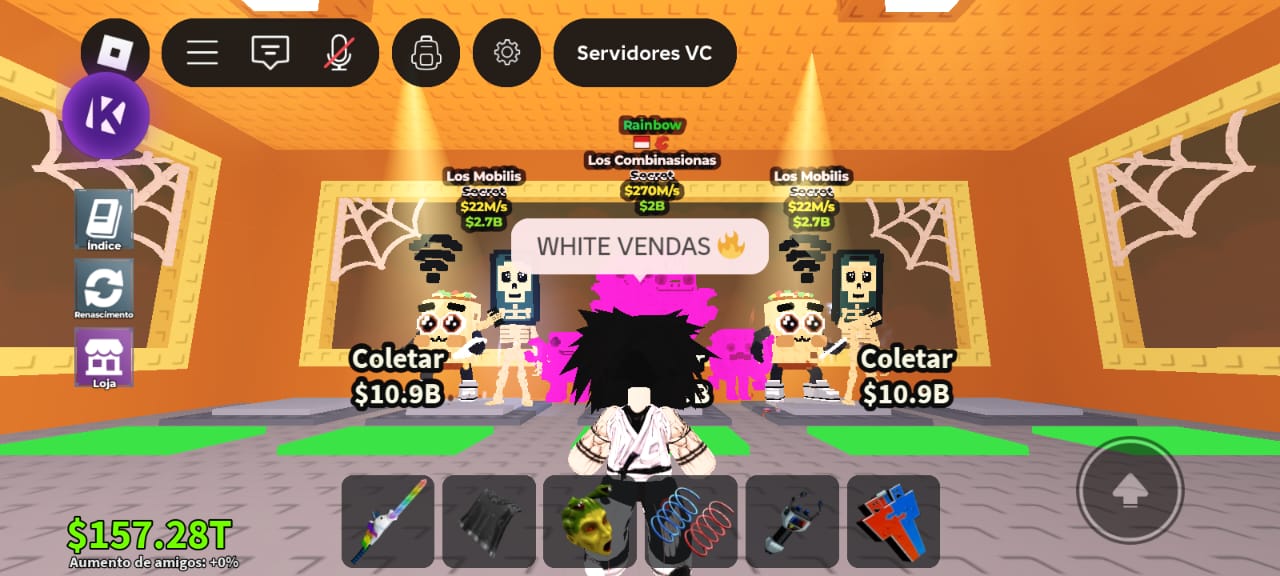 Servidores VC
Rainbow
Los Combinasionas
Secret
$270M/s
$2B
Los Mobilis
Secret
$22M/s
$2.7B
Los Mobilis
Secret
$22M/s
$2.7B
WHITE VENDAS 🔥
Índice
Renascimento
Loja
Coletar
$10.9B
Coletar
$10.9B
$157.28T
Aumento de amigos: +0%